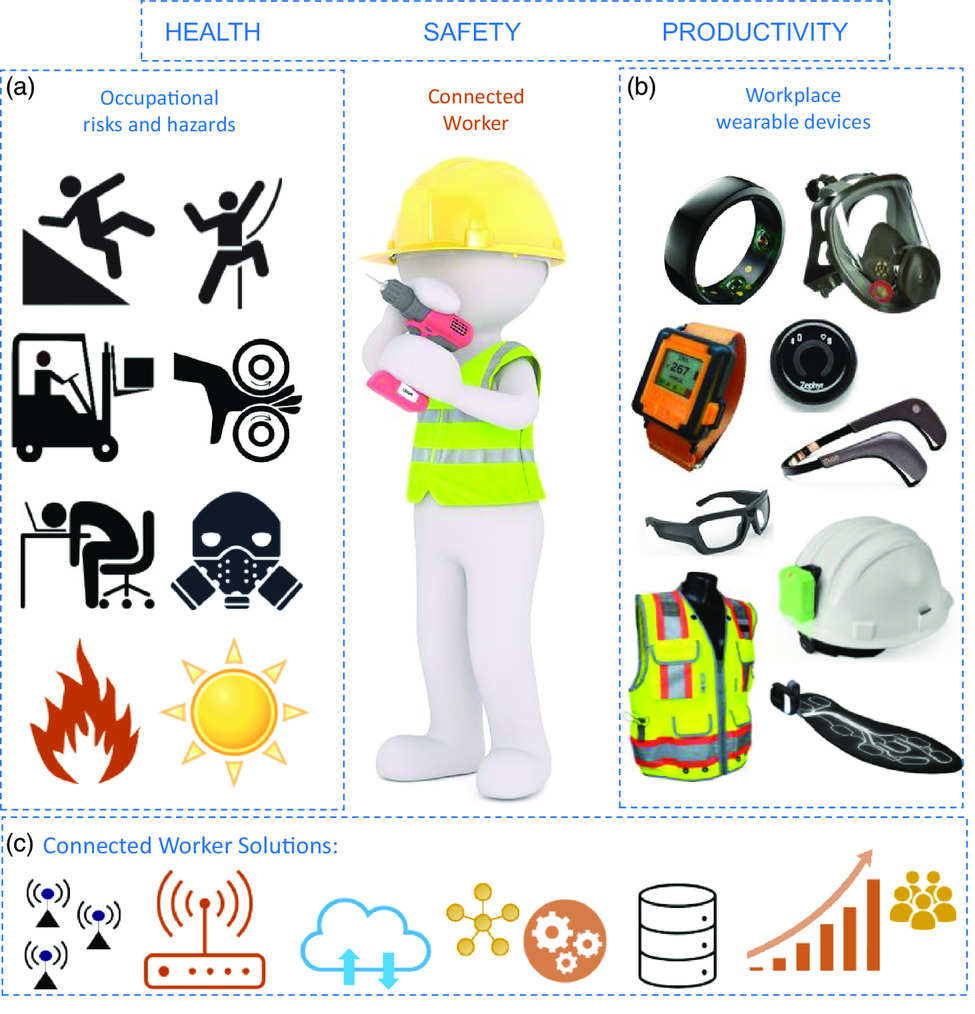 HEALTH SAFETY PRODUCTIVITY
(a)
Occupational
risks and hazards
Connected
Worker
(b)
Workplace
wearable devices
267
Zephyr
(c) Connected Worker Solutions: